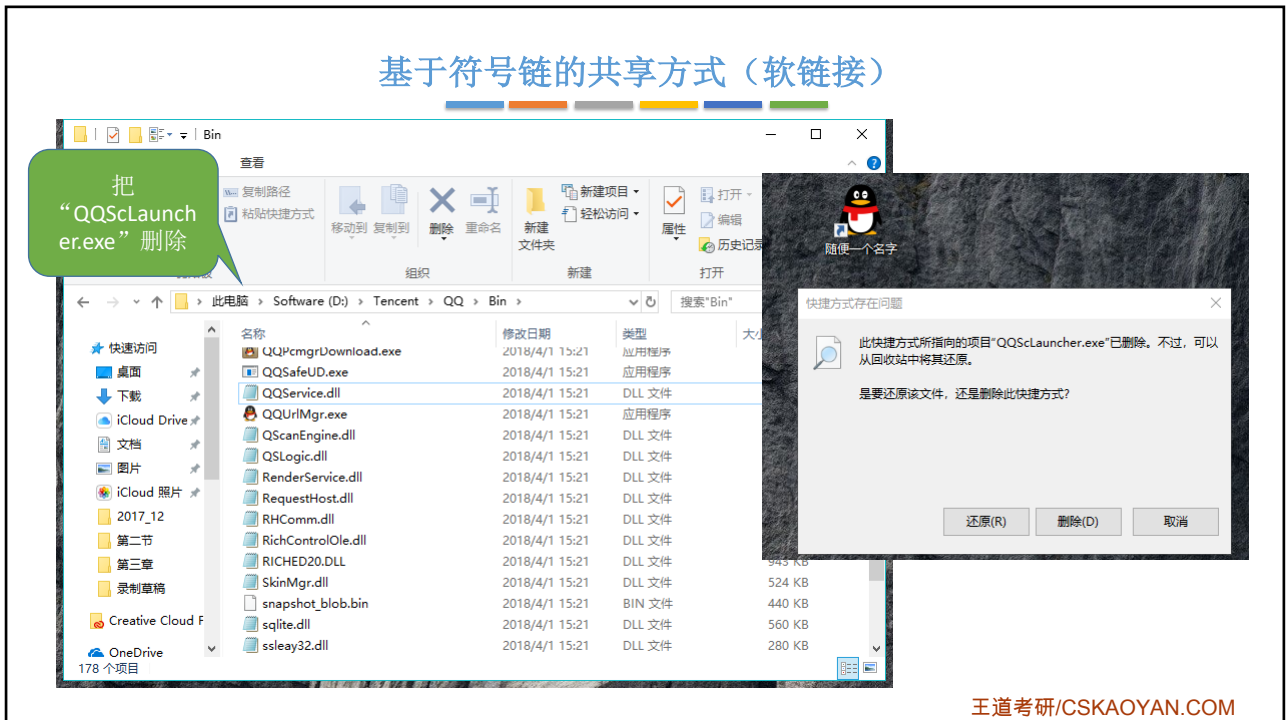 基于符号链的共享方式（软链接）
Bin
查看
把
“QQScLaunch
er.exe”删除
复制路径
粘贴快捷方式
移动到 复制到
删除 重命名
新建
文件夹
新建项目
轻松访问
属性
打开
编辑
历史记录
组织
新建
打开
此电脑 > Software (D:) > Tencent > QQ > Bin >
搜索"Bin"
名称 修改日期 类型
QQPcmgrDownload.exe 2018/4/1 15:21 应用程序
QQSafeUD.exe 2018/4/1 15:21 应用程序
QQService.dll 2018/4/1 15:21 DLL 文件
QQUrlMgr.exe 2018/4/1 15:21 应用程序
QScanEngine.dll 2018/4/1 15:21 DLL 文件
QSLogic.dll 2018/4/1 15:21 DLL 文件
RenderService.dll 2018/4/1 15:21 DLL 文件
RequestHost.dll 2018/4/1 15:21 DLL 文件
RHComm.dll 2018/4/1 15:21 DLL 文件
RichControlOle.dll 2018/4/1 15:21 DLL 文件
RICHED20.DLL 2018/4/1 15:21 DLL 文件 943 KB
SkinMgr.dll 2018/4/1 15:21 DLL 文件 524 KB
snapshot_blob.bin 2018/4/1 15:21 BIN 文件 440 KB
sqlite.dll 2018/4/1 15:21 DLL 文件 560 KB
ssleay32.dll 2018/4/1 15:21 DLL 文件 280 KB
快速访问
桌面
下载
iCloud Drive
文档
图片
iCloud 照片
2017_12
第二节
第三章
录制草稿
Creative Cloud F
OneDrive
178 个项目
随便一个名字
快捷方式存在问题
此快捷方式所指向的项目"QQScLauncher.exe"已删除。不过，可以
从回收站中将其还原。
是要还原该文件，还是删除此快捷方式?
还原(R) 删除(D) 取消
王道考研/CSKAOYAN.COM